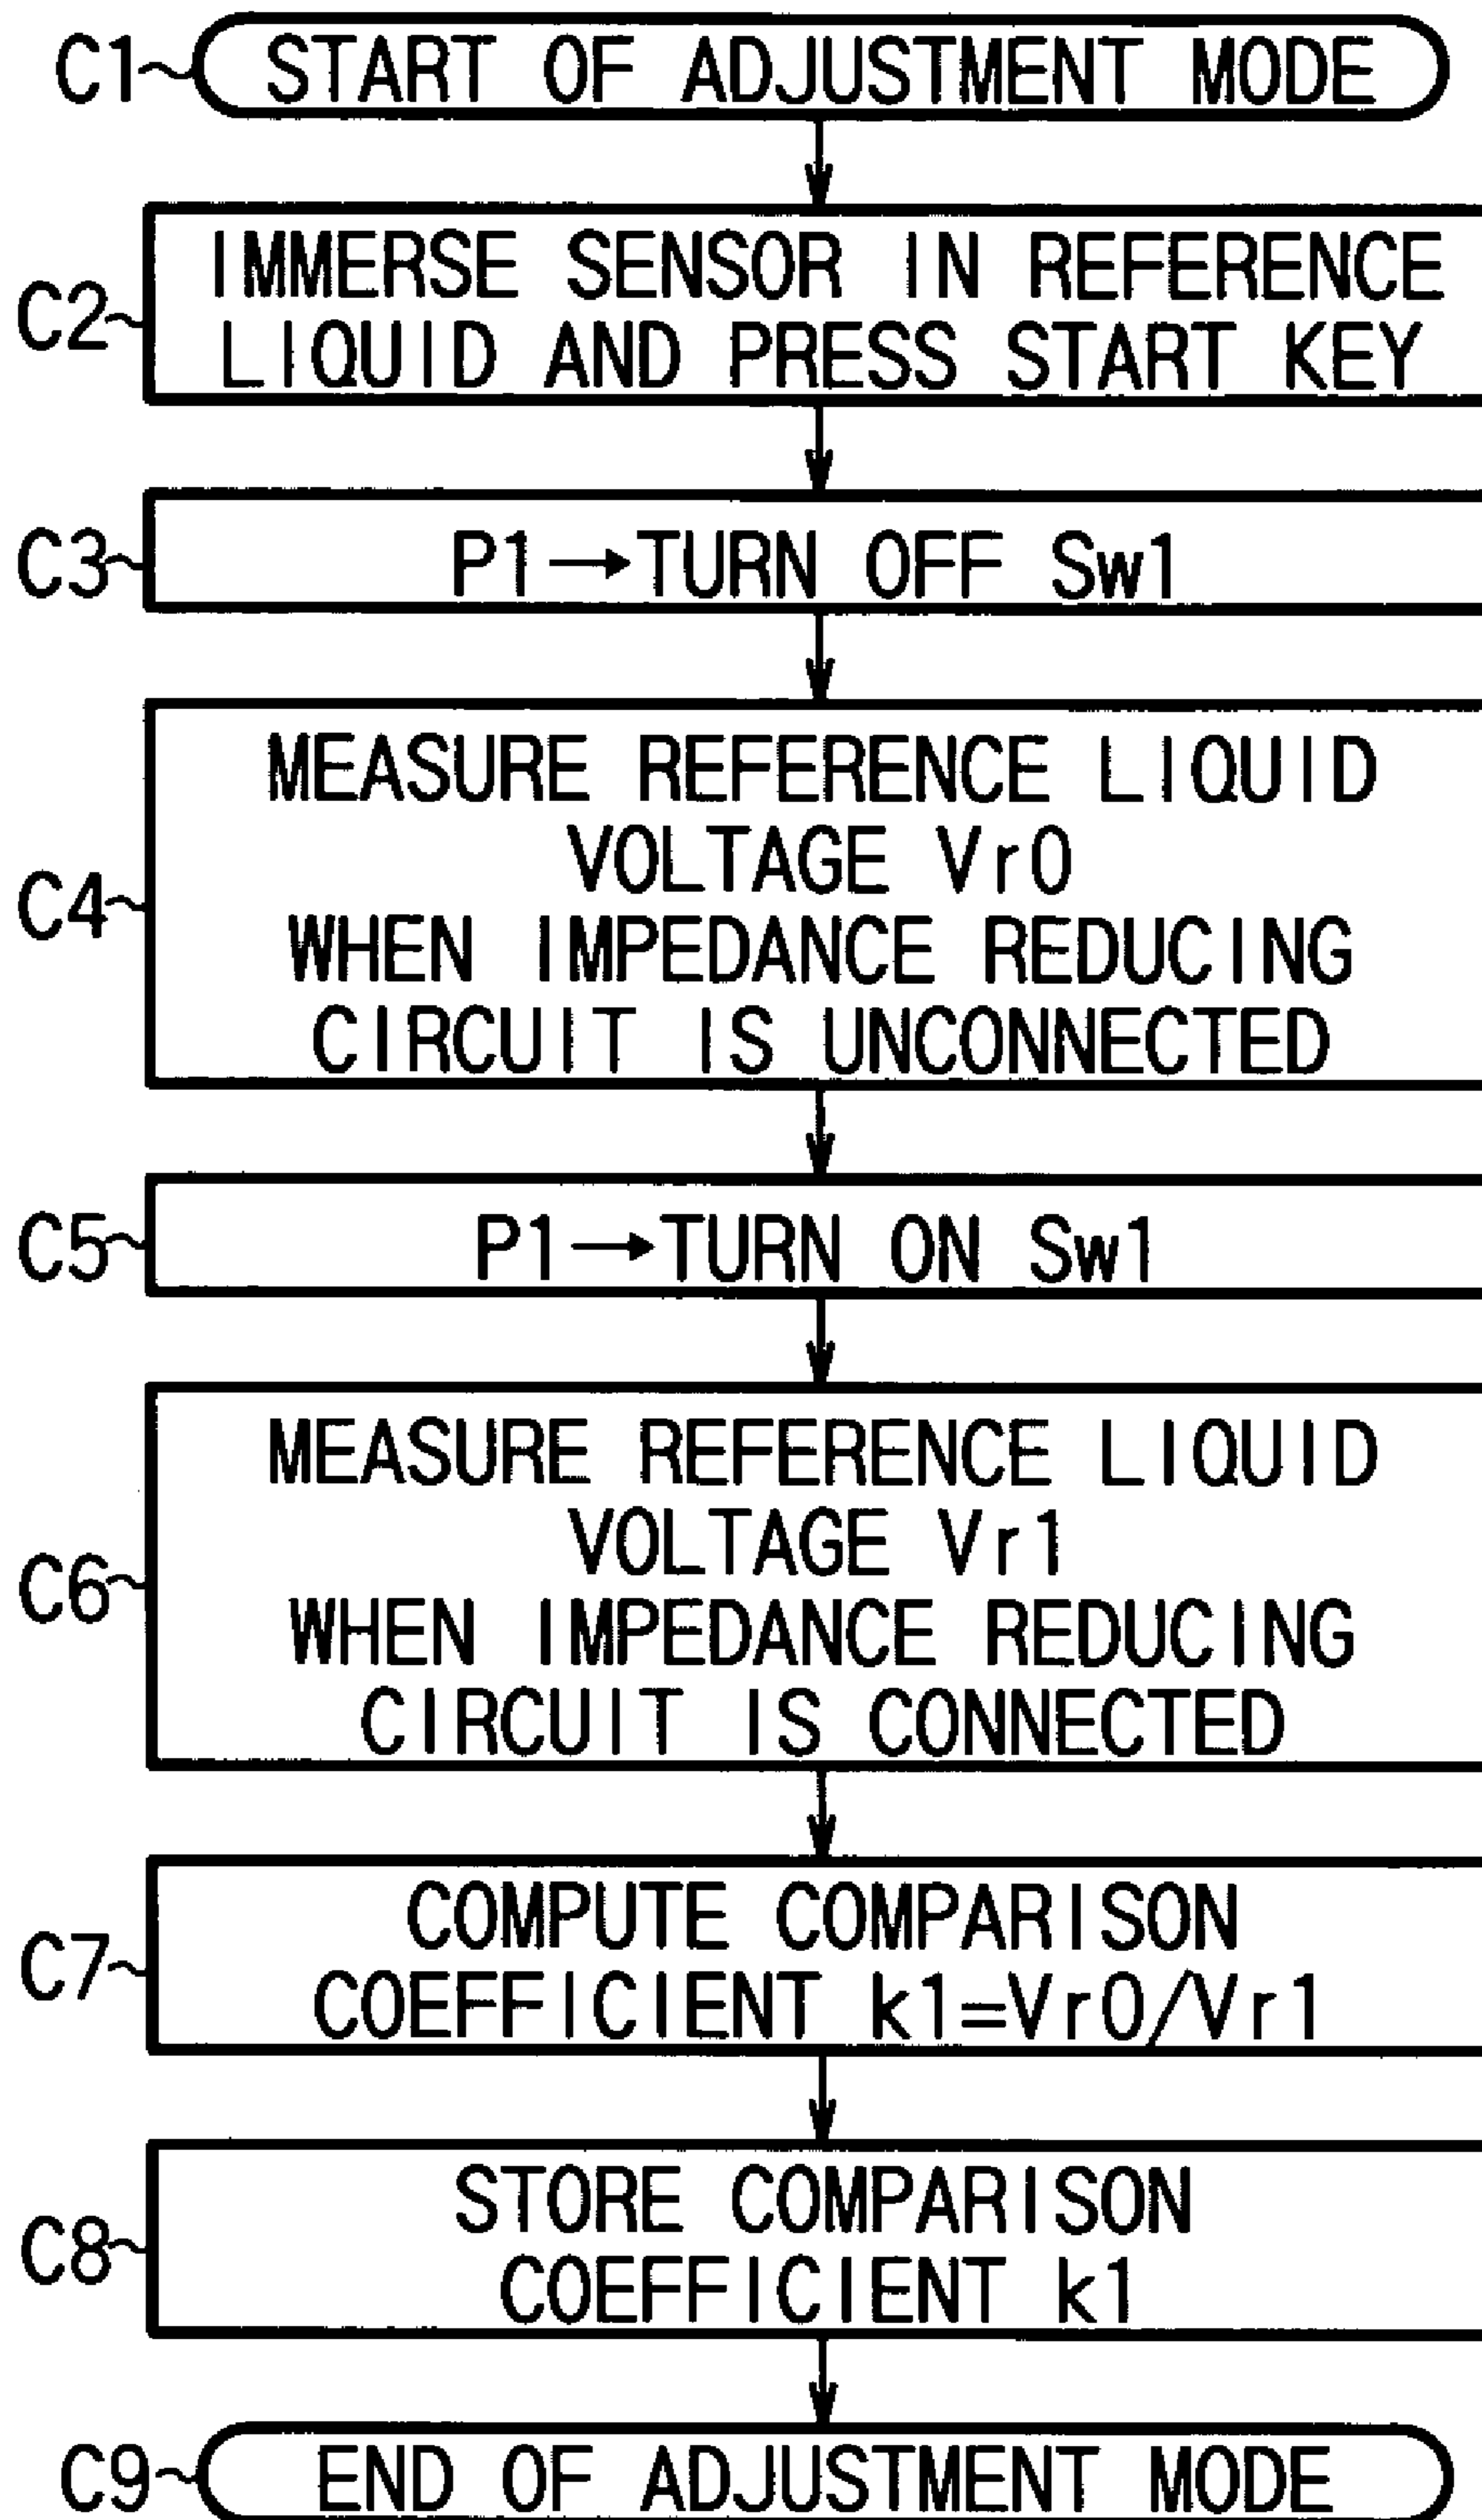 C1 START OF ADJUSTMENT MODE
C2
IMMERSE SENSOR IN REFERENCE
LIQUID AND PRESS START KEY
C3 P1→TURN OFF Sw1
C4
MEASURE REFERENCE LIQUID
VOLTAGE Vr0
WHEN IMPEDANCE REDUCING
CIRCUIT IS UNCONNECTED
C5 P1→TURN ON Sw1
C6
MEASURE REFERENCE LIQUID
VOLTAGE Vr1
WHEN IMPEDANCE REDUCING
CIRCUIT IS CONNECTED
C7
COMPUTE COMPARISON
COEFFICIENT k1=Vr0/Vr1
C8
STORE COMPARISON
COEFFICIENT k1
C9 END OF ADJUSTMENT MODE